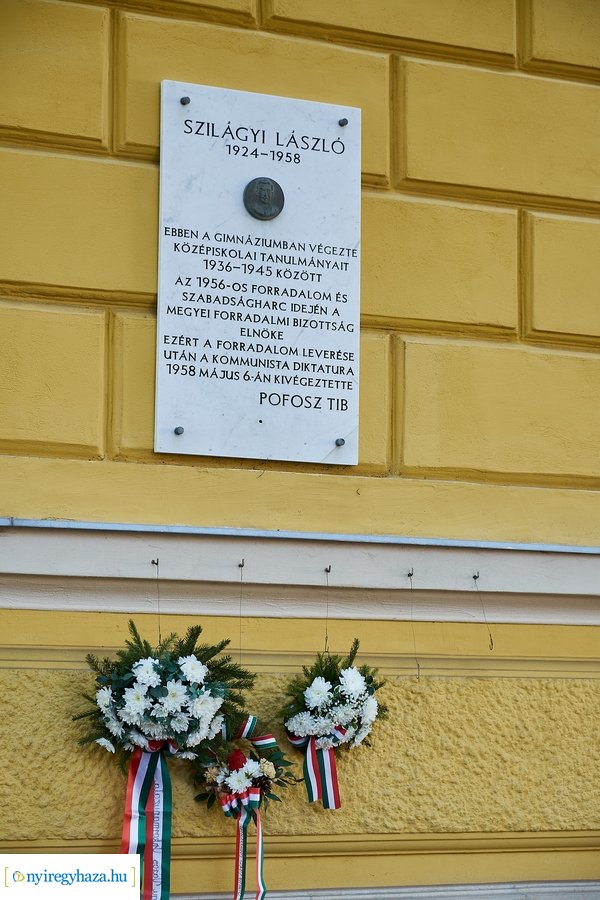 SZILÁGYI LÁSZLÓ
1924–1958
EBBEN A GIMNÁZIUMBAN VÉGEZTE
KÖZÉPISKOLAI TANULMÁNYAIT
1936–1945 KÖZÖTT
AZ 1956-OS FORRADALOM ÉS
SZABADSÁGHARC IDEJÉN A
MEGYEI FORRADALMI BIZOTTSÁG
ELNÖKE
EZÉRT A FORRADALOM LEVERÉSE
UTÁN A KOMMUNISTA DIKTATURA
1958 MÁJUS 6-ÁN KIVÉGEZTETTE
POFOSZ TIB
nyiregyhaza.hu